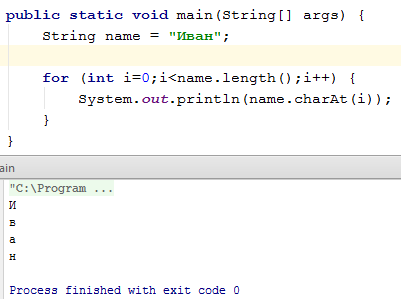 public static void main(String[] args) {
String name = "Иван";
for (int i=0;i<name.length();i++) {
System.out.println(name.charAt(i));
}
}
ain
"C:\Program ...
И
в
а
н
Process finished with exit code 0